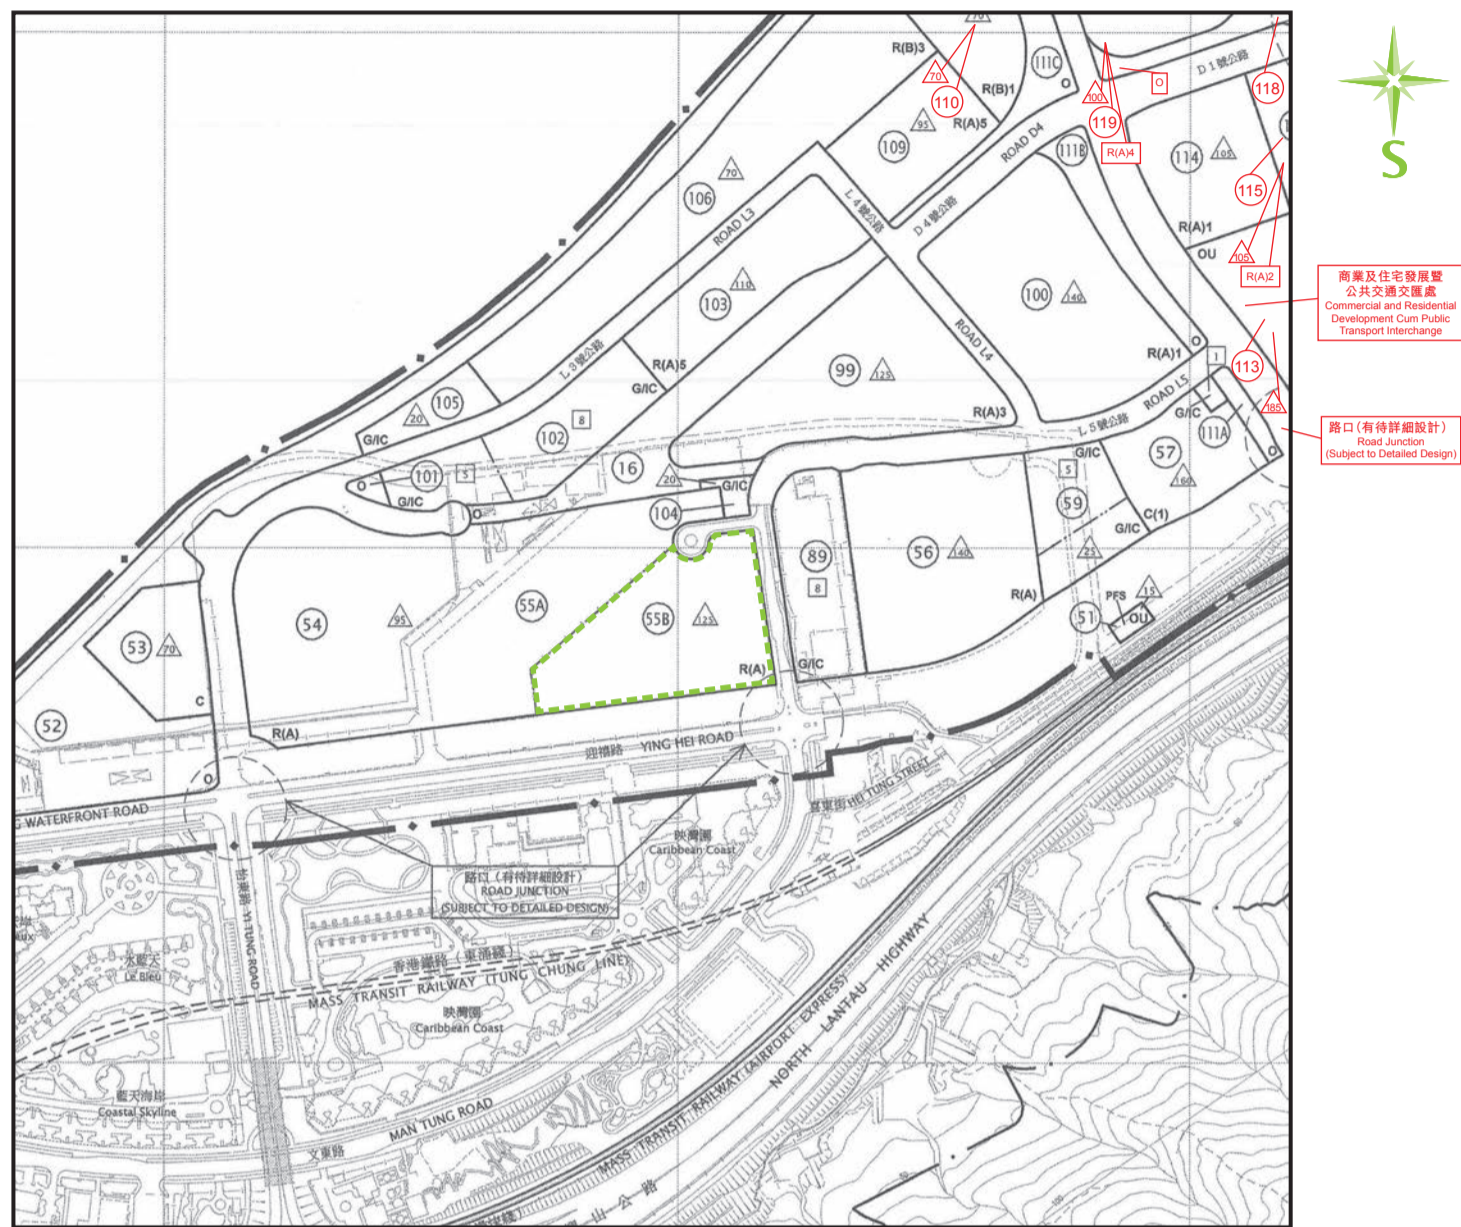 70
R(B)3
111C
O
D 1 號公路
118
70
R(B)1
110
100
O
95
R(A)5
109
119
ROAD D4
111B
R(A)4
114
105
S
106
70
L 4 號公路
115
D 4 號公路
ROAD L3
R(A)1
OU
105
R(A)2
商業及住宅發展暨
公共交通交匯處
Commercial and Residential
Development Cum Public
Transport Interchange
103
110
100
140
ROAD L4
L 3 號公路
R(A)1
O
1
113
R(A)5
G/IC
99
125
ROAD L5
105
20
R(A)3
G/IC
111A
185
路口(有待詳細設計)
Road Junction
(Subject to Detailed Design)
G/IC
102
8
L 5 號公路
G/IC
57
O
16
20
101
5
O
G/IC
G/IC
5
160
104
O
59
C(1)
G/IC
89
56
140
25
8
54
95
55A
55B
125
R(A)
PFS
15
51
OU
53
70
R(A)
G/IC
C
52
R(A)
迎禧路 YING HEI ROAD
O
喜東街 HEI TUNG STREET
G WATERFRONT ROAD
映灣園
Caribbean Coast
路口 (有待詳細設計)
ROAD JUNCTION
(SUBJECT TO DETAILED DESIGN)
怡東路 YI TUNG ROAD
水藍天
Le Bleu
香港鐵路 (東涌綫)
MASS TRANSIT RAILWAY (TUNG CHUNG LINE)
映灣園
Caribbean Coast
MASS TRANSIT RAILWAY (AIRPORT EXPRESS)
NORTH LANTAU HIGHWAY
藍天海岸
Coastal Skyline
MAN TUNG ROAD
文東路
山 公 路